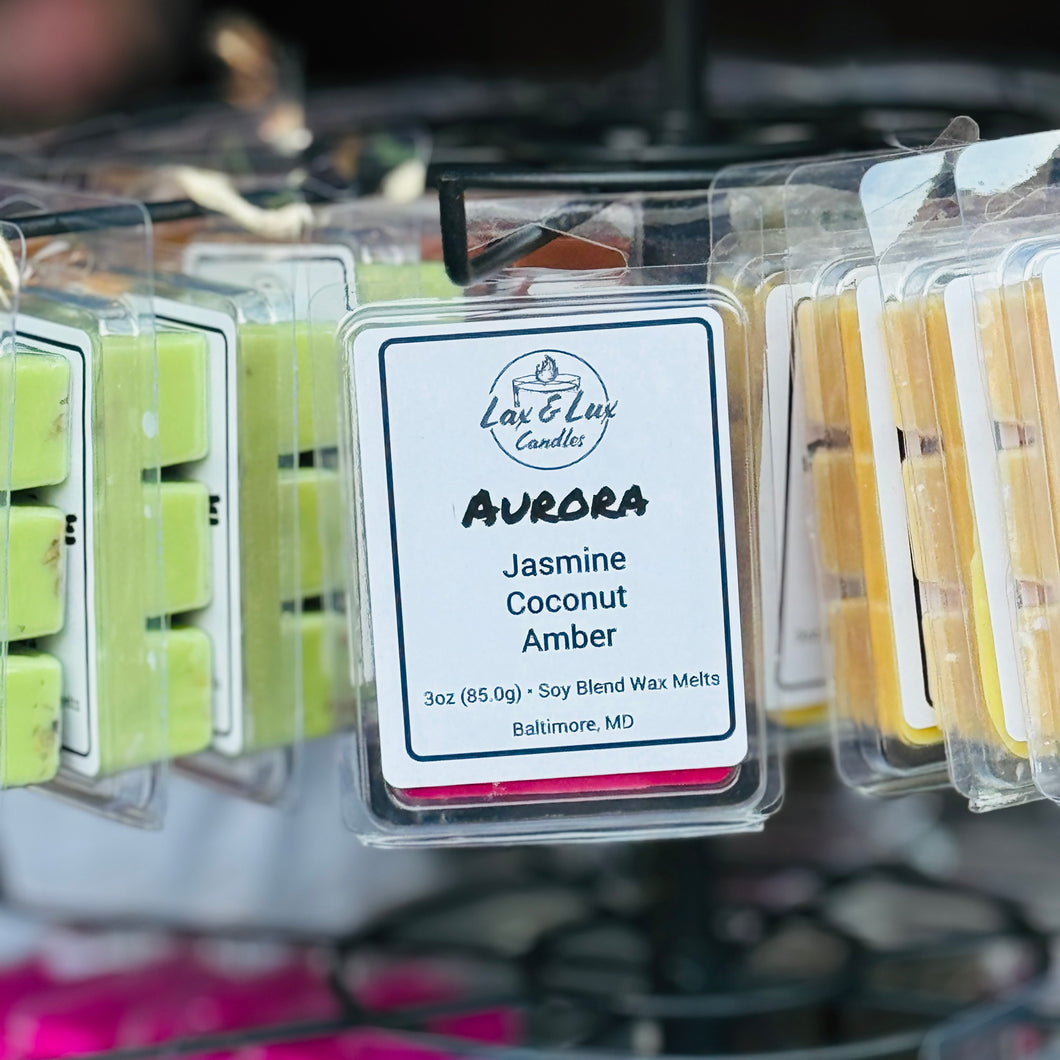 Lax & Lux
Candles
AURORA
Jasmine
Coconut
Amber
3oz (85.0g) • Soy Blend Wax Melts
Baltimore, MD